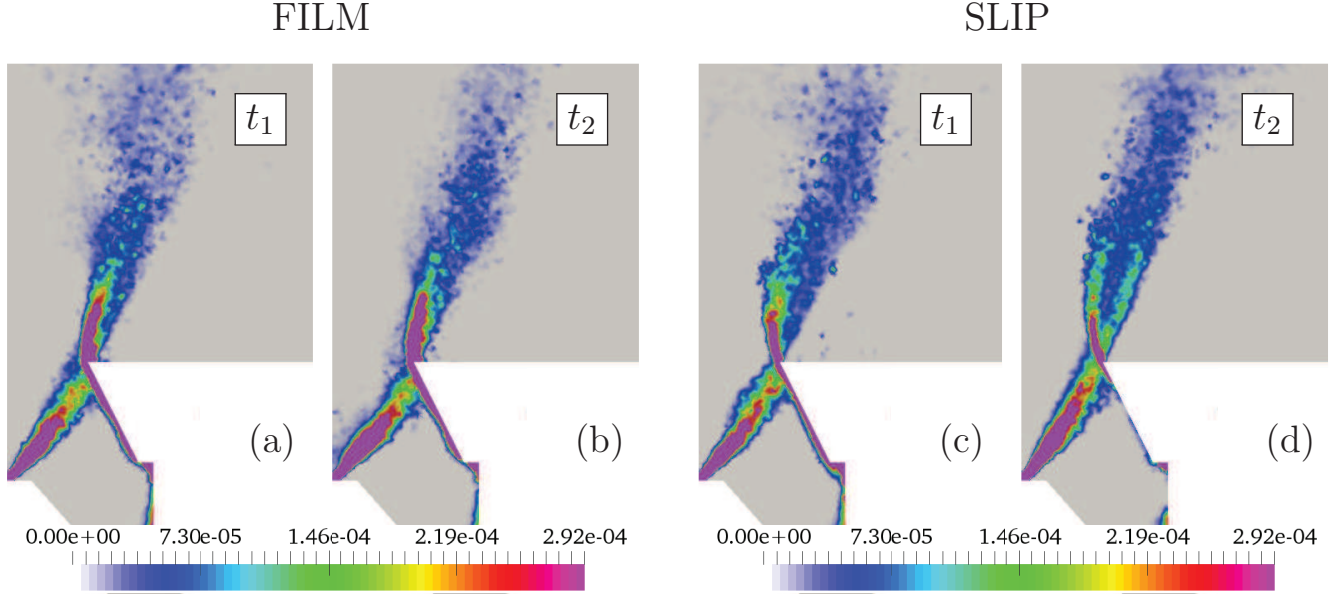 FILM SLIP
t₁ t₂ t₁ t₂
(a) (b) (c) (d)
0.00e+00 7.30e-05 1.46e-04 2.19e-04 2.92e-04 0.00e+00 7.30e-05 1.46e-04 2.19e-04 2.92e-04